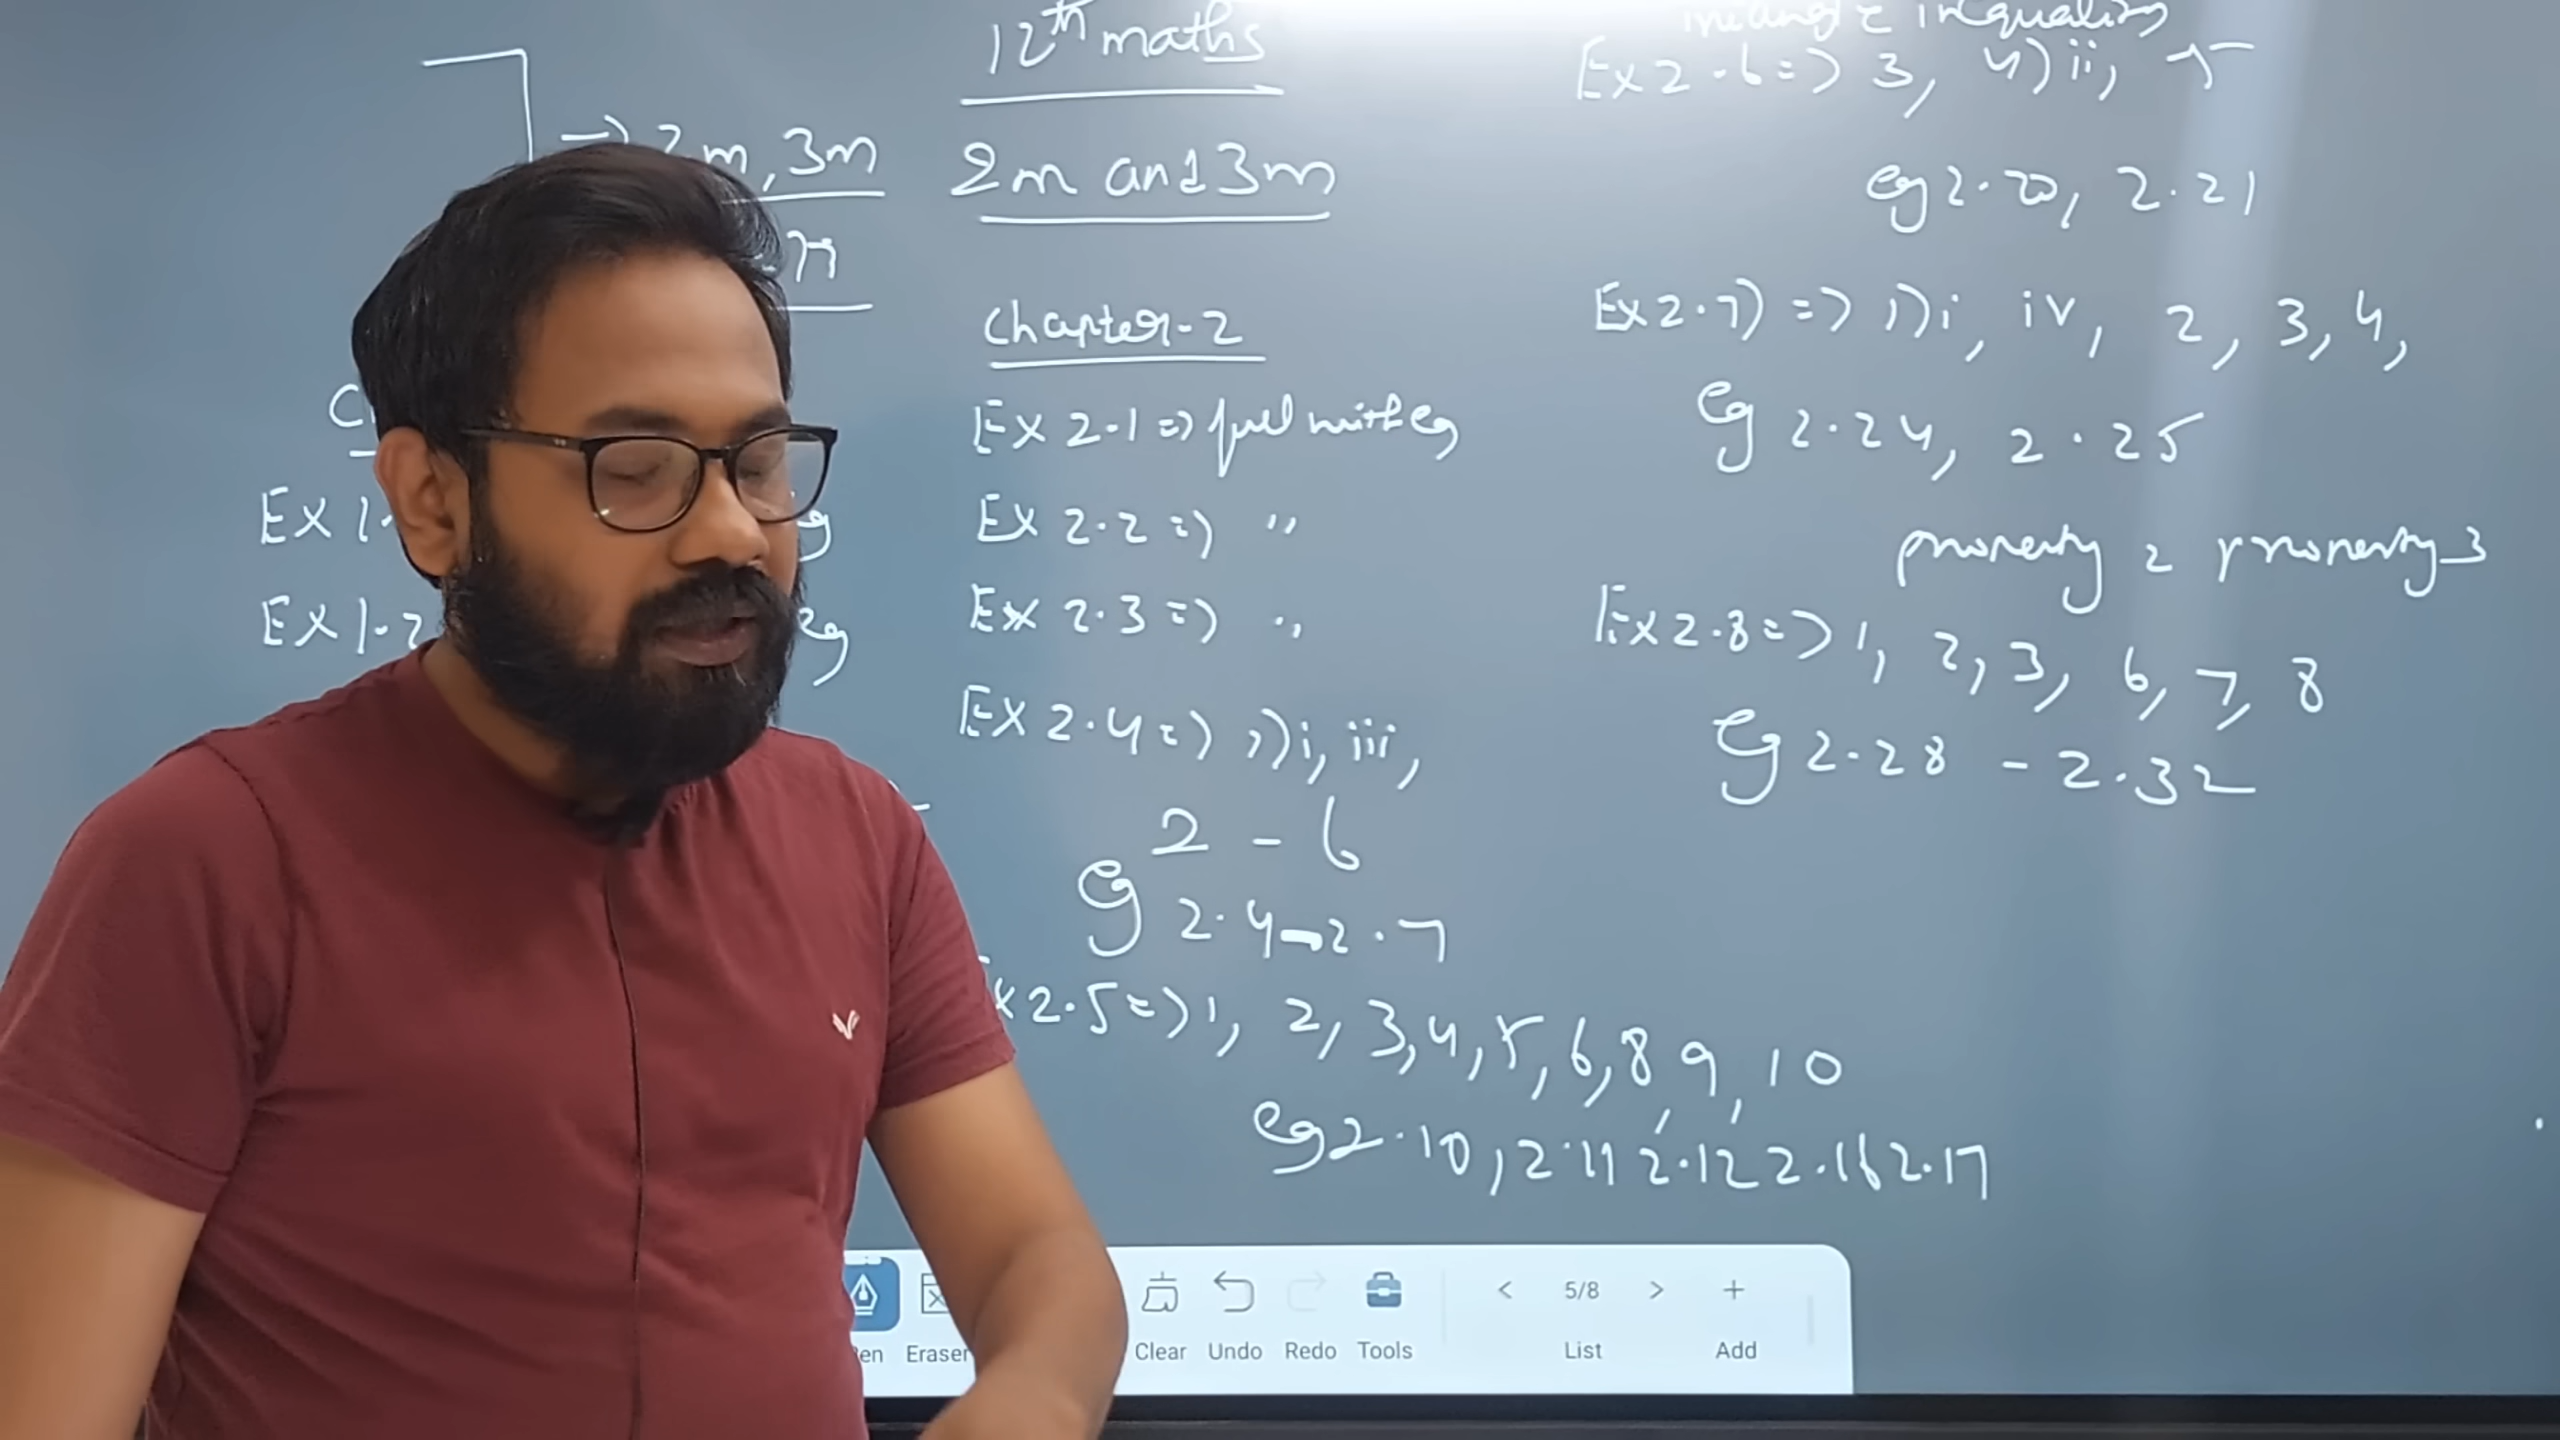 12th maths
2m and 3m
→ 2m, 3m
Chapter-2
Ex 2.1 => full with eg
Ex 2.2 => ,,
Ex 2.3 => ,,
Ex 2.4 => 1) i, iii,
2 - 6
eg 2.4 - 2.7
x 2.5 => 1, 2, 3, 4, 5, 6, 8, 9, 10
eg 2.10, 2.11, 2.12, 2.16 2.17
Ex 1.
Ex 1.2
eg
triangle inequality
Ex 2.6 => 3, 4) ii, 5
eg 2.20, 2.21
Ex 2.7) => 1) i, iv, 2, 3, 4,
eg 2.24, 2.25
property 2 property 3
Ex 2.8 => 1, 2, 3, 6, 7, 8
eg 2.28 - 2.32
< 5/8 > +
Eraser Clear Undo Redo Tools List Add